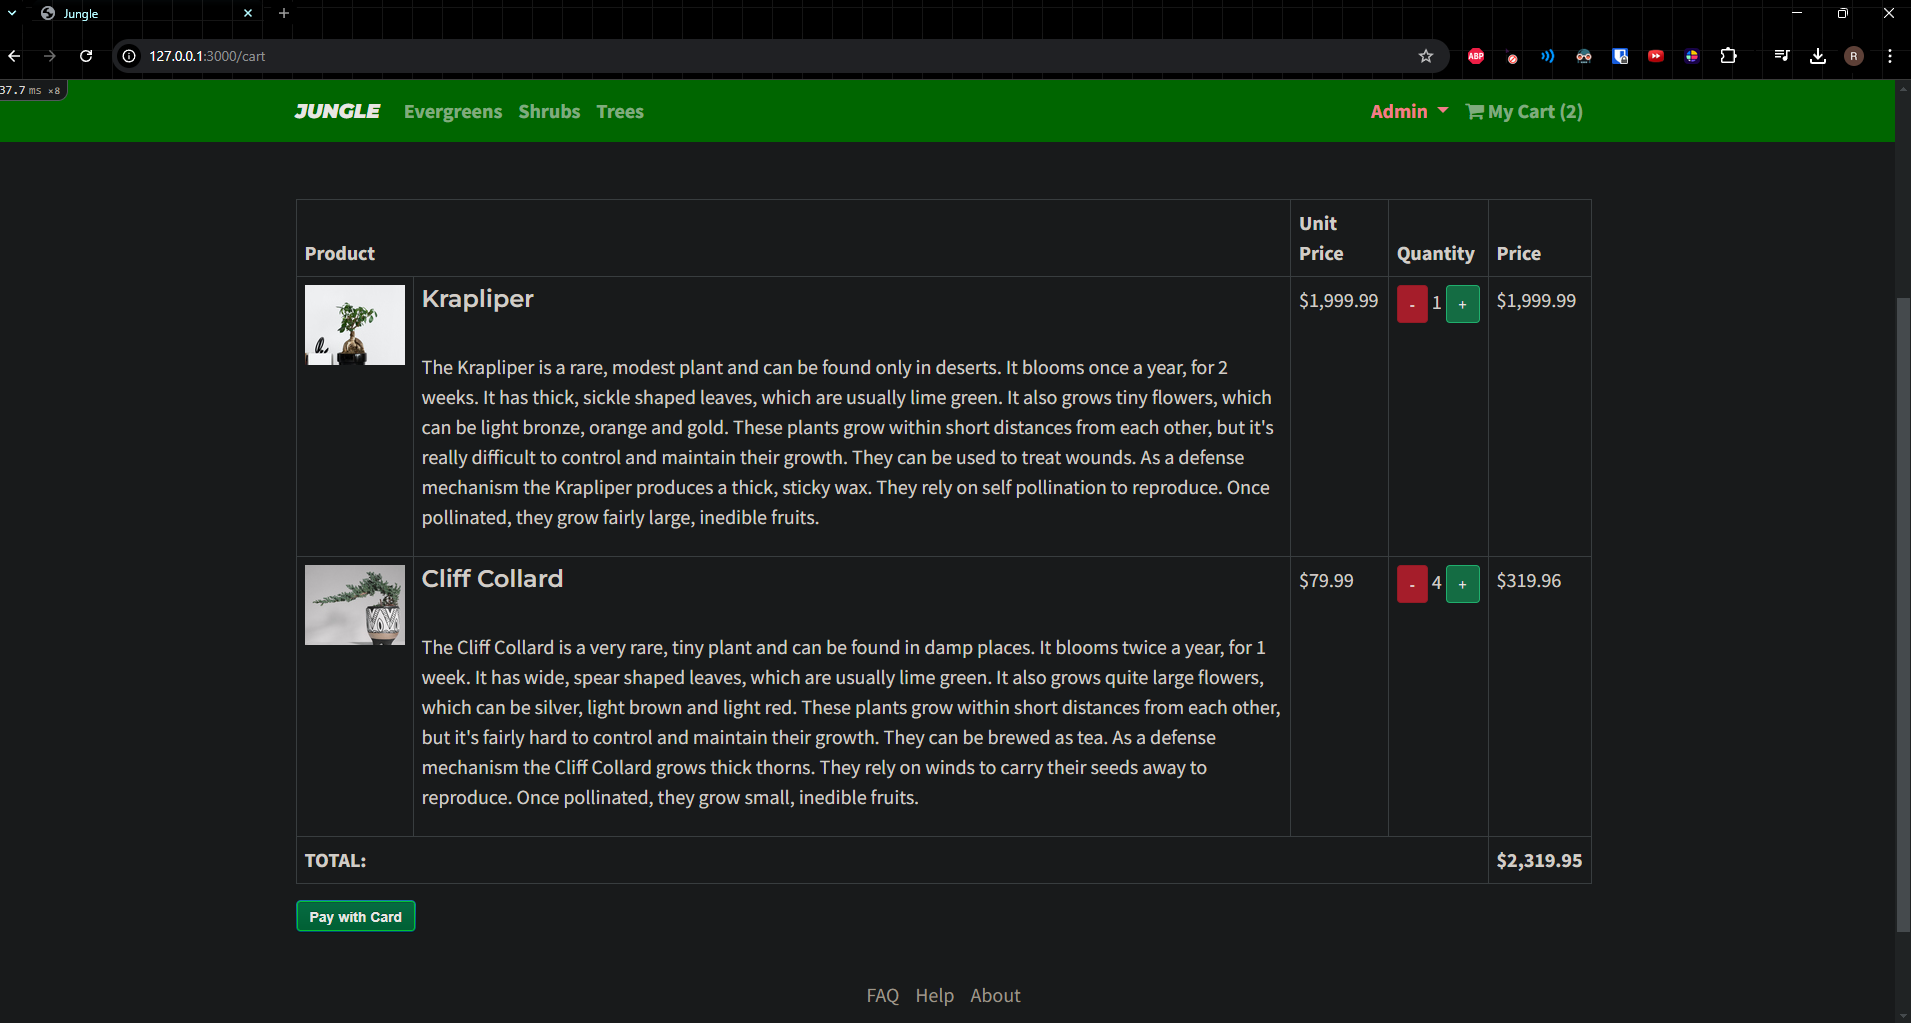 Jungle
127.0.0.1:3000/cart
ABP
R
37.7 ms ×8
JUNGLE Evergreens Shrubs Trees Admin My Cart (2)
Product Unit Price Quantity Price
Krapliper $1,999.99 - 1 + $1,999.99
The Krapliper is a rare, modest plant and can be found only in deserts. It blooms once a year, for 2
weeks. It has thick, sickle shaped leaves, which are usually lime green. It also grows tiny flowers, which
can be light bronze, orange and gold. These plants grow within short distances from each other, but it's
really difficult to control and maintain their growth. They can be used to treat wounds. As a defense
mechanism the Krapliper produces a thick, sticky wax. They rely on self pollination to reproduce. Once
pollinated, they grow fairly large, inedible fruits.
Cliff Collard $79.99 - 4 + $319.96
The Cliff Collard is a very rare, tiny plant and can be found in damp places. It blooms twice a year, for 1
week. It has wide, spear shaped leaves, which are usually lime green. It also grows quite large flowers,
which can be silver, light brown and light red. These plants grow within short distances from each other,
but it's fairly hard to control and maintain their growth. They can be brewed as tea. As a defense
mechanism the Cliff Collard grows thick thorns. They rely on winds to carry their seeds away to
reproduce. Once pollinated, they grow small, inedible fruits.
TOTAL: $2,319.95
Pay with Card
FAQ Help About